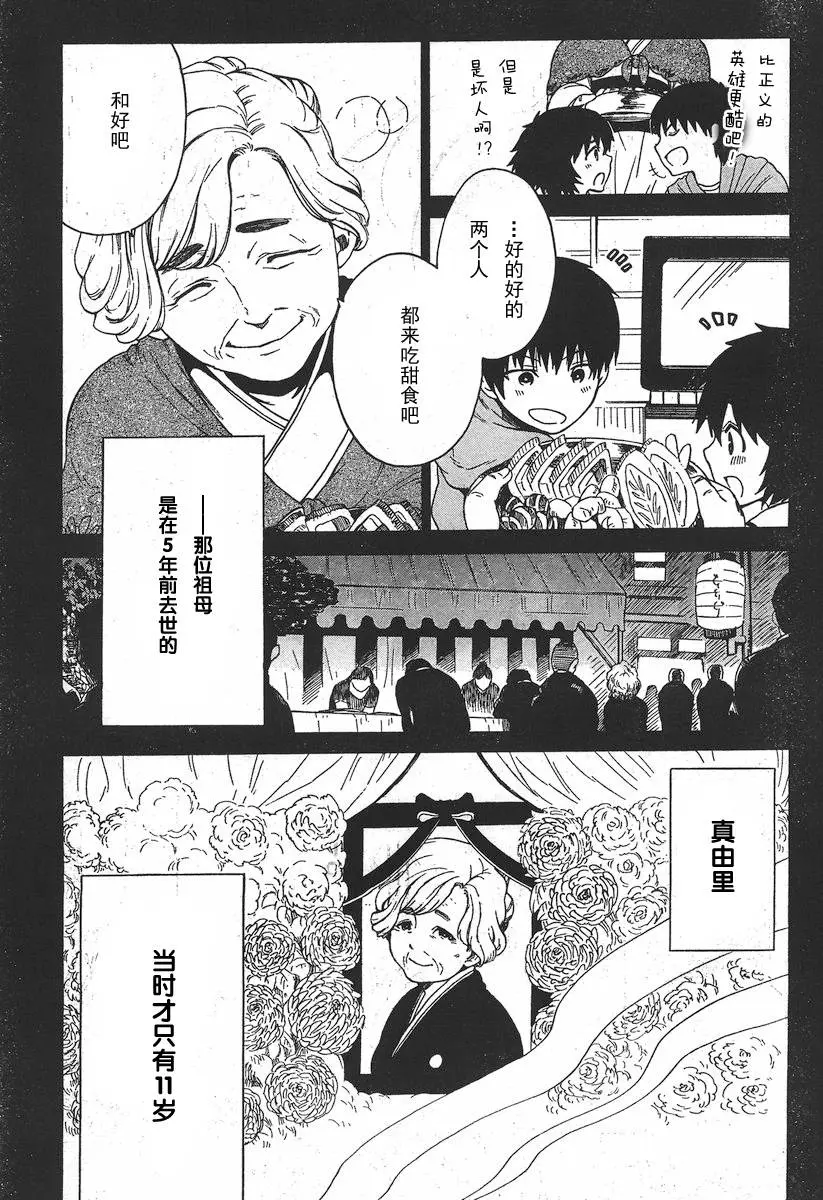 比正义的
英雄更酷吧!
但是
是坏人啊!?
…好的好的
两个人
都来吃甜食吧
和好吧
——那位祖母
是在5年前去世的
真由里
当时才只有11岁